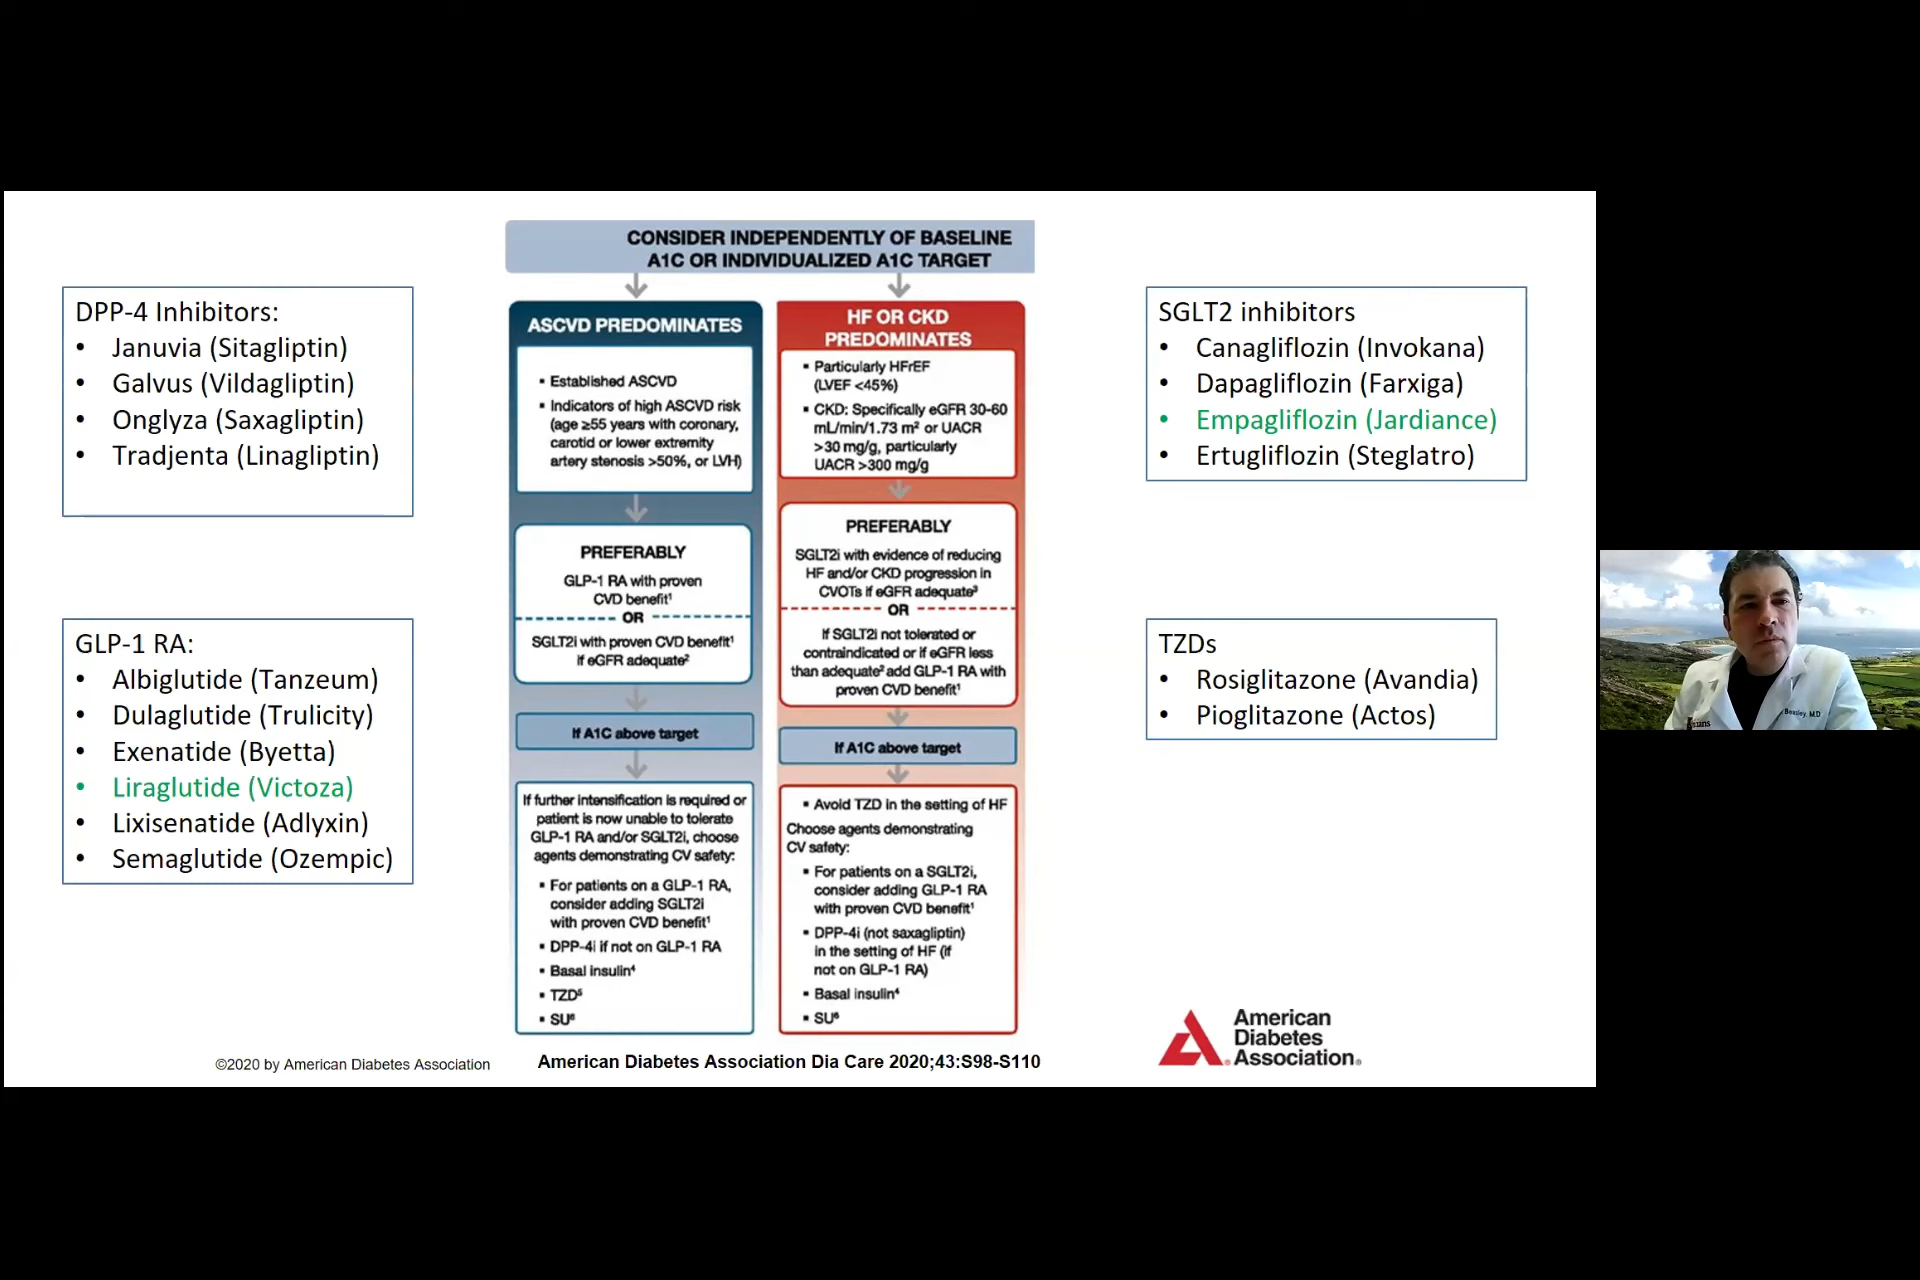 CONSIDER INDEPENDENTLY OF BASELINE
A1C OR INDIVIDUALIZED A1C TARGET
DPP-4 Inhibitors:
• Januvia (Sitagliptin)
• Galvus (Vildagliptin)
• Onglyza (Saxagliptin)
• Tradjenta (Linagliptin)
GLP-1 RA:
• Albiglutide (Tanzeum)
• Dulaglutide (Trulicity)
• Exenatide (Byetta)
• Liraglutide (Victoza)
• Lixisenatide (Adlyxin)
• Semaglutide (Ozempic)
ASCVD PREDOMINATES
▪ Established ASCVD
▪ Indicators of high ASCVD risk
(age ≥55 years with coronary,
carotid or lower extremity
artery stenosis >50%, or LVH)
PREFERABLY
GLP-1 RA with proven
CVD benefit¹
OR
SGLT2i with proven CVD benefit¹
if eGFR adequate²
If A1C above target
If further intensification is required or
patient is now unable to tolerate
GLP-1 RA and/or SGLT2i, choose
agents demonstrating CV safety:
▪ For patients on a GLP-1 RA,
consider adding SGLT2i
with proven CVD benefit¹
▪ DPP-4i if not on GLP-1 RA
▪ Basal insulin⁴
▪ TZD⁵
▪ SU⁶
HF OR CKD
PREDOMINATES
▪ Particularly HFrEF
(LVEF <45%)
▪ CKD: Specifically eGFR 30-60
mL/min/1.73 m² or UACR
>30 mg/g, particularly
UACR >300 mg/g
PREFERABLY
SGLT2i with evidence of reducing
HF and/or CKD progression in
CVOTs if eGFR adequate³
OR
If SGLT2i not tolerated or
contraindicated or if eGFR less
than adequate² add GLP-1 RA with
proven CVD benefit¹
If A1C above target
▪ Avoid TZD in the setting of HF
Choose agents demonstrating
CV safety:
▪ For patients on a SGLT2i,
consider adding GLP-1 RA
with proven CVD benefit¹
▪ DPP-4i (not saxagliptin)
in the setting of HF (if
not on GLP-1 RA)
▪ Basal insulin⁴
▪ SU⁶
SGLT2 inhibitors
• Canagliflozin (Invokana)
• Dapagliflozin (Farxiga)
• Empagliflozin (Jardiance)
• Ertugliflozin (Steglatro)
TZDs
• Rosiglitazone (Avandia)
• Pioglitazone (Actos)
Beasley, M.D
©2020 by American Diabetes Association
American Diabetes Association Dia Care 2020;43:S98-S110
American
Diabetes
Association®